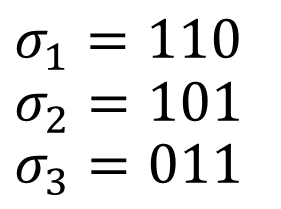 σ₁ = 110
σ₂ = 101
σ₃ = 011